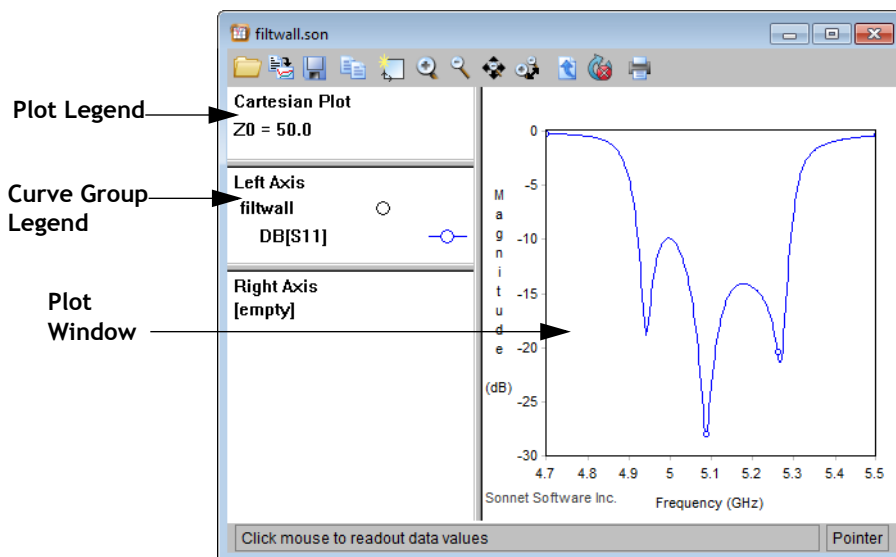 filtwall.son
Plot Legend
Cartesian Plot
Z0 = 50.0
Curve Group
Legend
Left Axis
filtwall
DB[S11]
Plot
Window
Right Axis
[empty]
Magnitude
(dB)
0
-5
-10
-15
-20
-25
-30
4.7 4.8 4.9 5 5.1 5.2 5.3 5.4 5.5
Sonnet Software Inc.
Frequency (GHz)
Click mouse to readout data values
Pointer